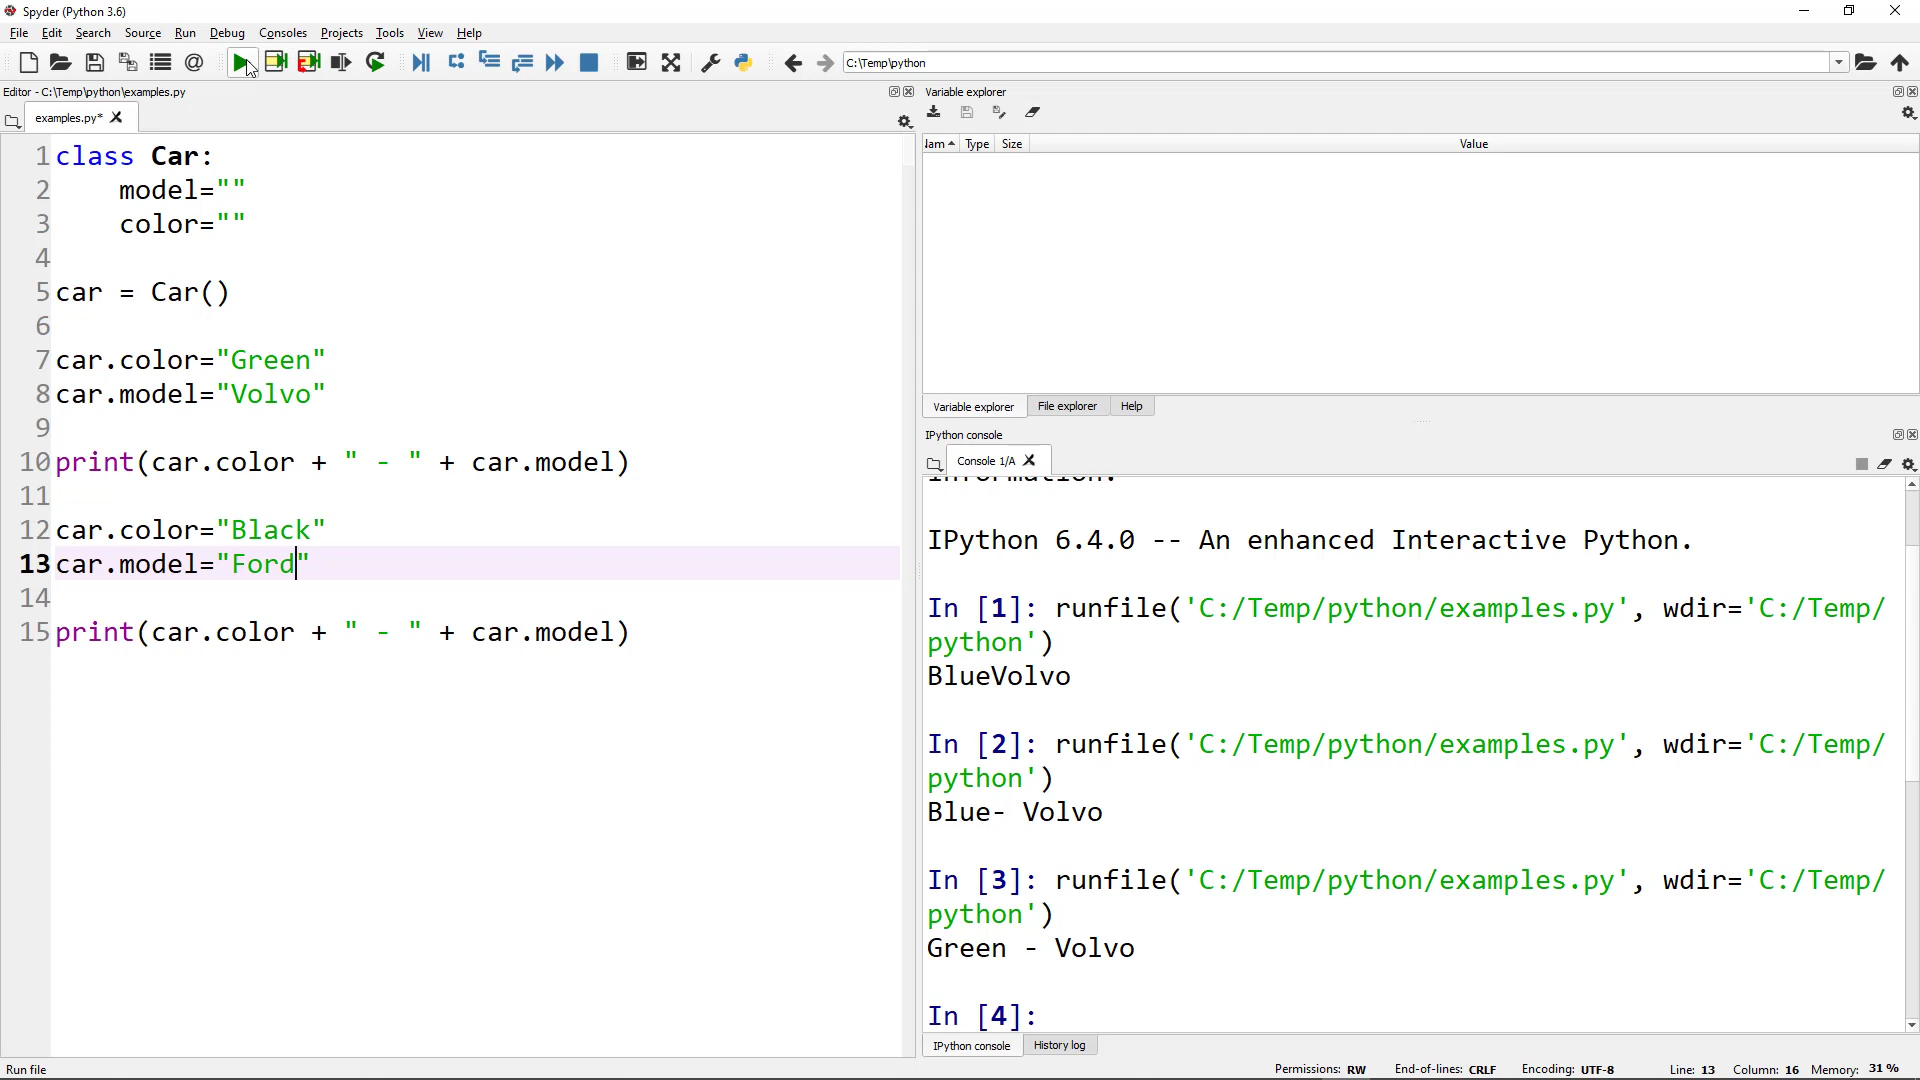 Spyder (Python 3.6)
File Edit Search Source Run Debug Consoles Projects Tools View Help
C:\Temp\python
Editor - C:\Temp\python\examples.py
examples.py*
1 class Car:
2     model=""
3     color=""
4
5 car = Car()
6
7 car.color="Green"
8 car.model="Volvo"
9
10 print(car.color + " - " + car.model)
11
12 car.color="Black"
13 car.model="Ford"
14
15 print(car.color + " - " + car.model)
Variable explorer
Type Size Value
Variable explorer File explorer Help
IPython console
Console 1/A
IPython 6.4.0 -- An enhanced Interactive Python.
In [1]: runfile('C:/Temp/python/examples.py', wdir='C:/Temp/
python')
BlueVolvo
In [2]: runfile('C:/Temp/python/examples.py', wdir='C:/Temp/
python')
Blue- Volvo
In [3]: runfile('C:/Temp/python/examples.py', wdir='C:/Temp/
python')
Green - Volvo
In [4]:
IPython console History log
Run file Permissions: RW End-of-lines: CRLF Encoding: UTF-8 Line: 13 Column: 16 Memory: 31 %